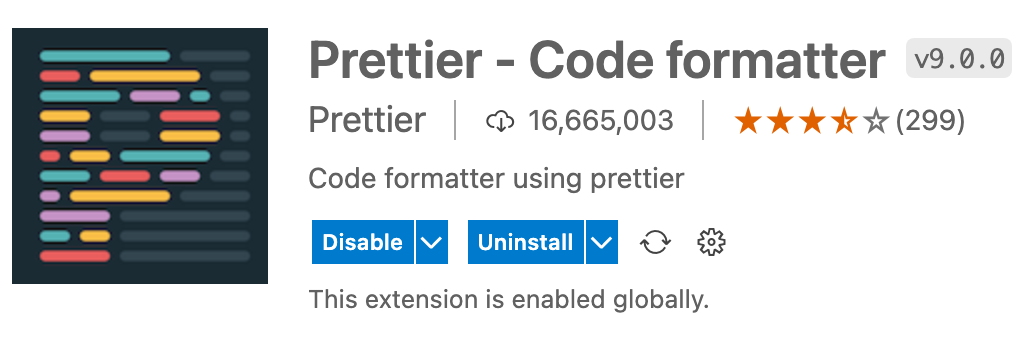 Prettier - Code formatter v9.0.0
Prettier 16,665,003 (299)
Code formatter using prettier
Disable Uninstall
This extension is enabled globally.